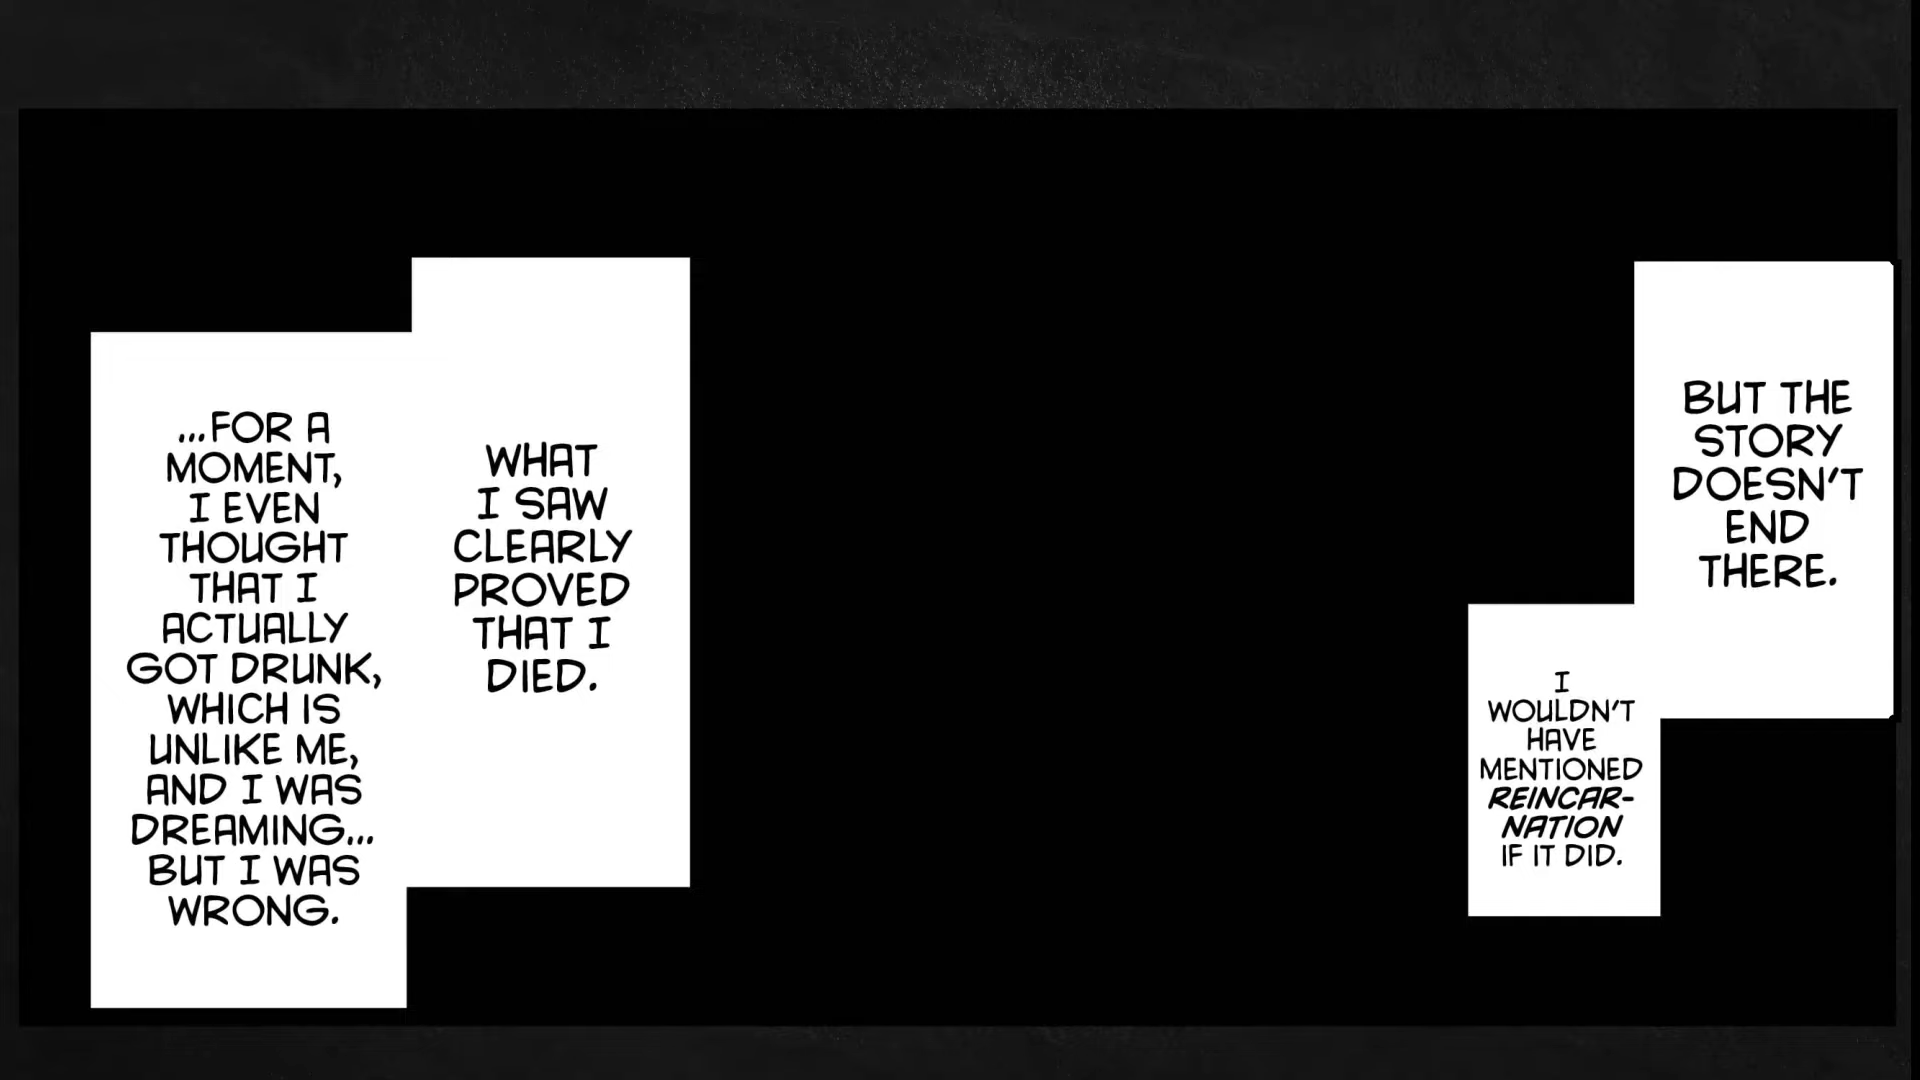 BUT THE
STORY
DOESN'T
END
THERE.
I
WOULDN'T
HAVE
MENTIONED
REINCAR-
NATION
IF IT DID.
WHAT
I SAW
CLEARLY
PROVED
THAT I
DIED.
...FOR A
MOMENT,
I EVEN
THOUGHT
THAT I
ACTUALLY
GOT DRUNK,
WHICH IS
UNLIKE ME,
AND I WAS
DREAMING...
BUT I WAS
WRONG.